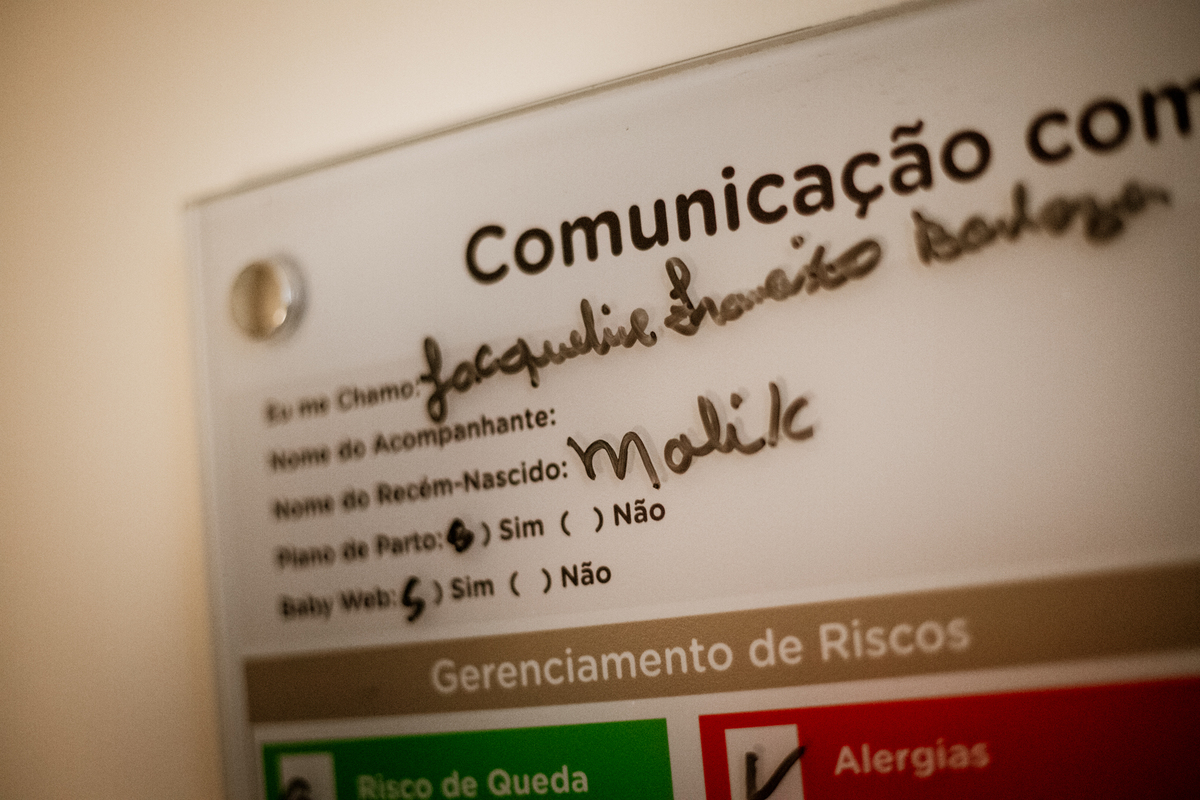 Comunicação com
Eu me Chamo: Jacqueline
Nome do Acompanhante:
Nome do Recém-Nascido: Malik
Plano de Parto: ) Sim ( ) Não
Baby Web: ) Sim ( ) Não
Gerenciamento de Riscos
Risco de Queda
Alergias